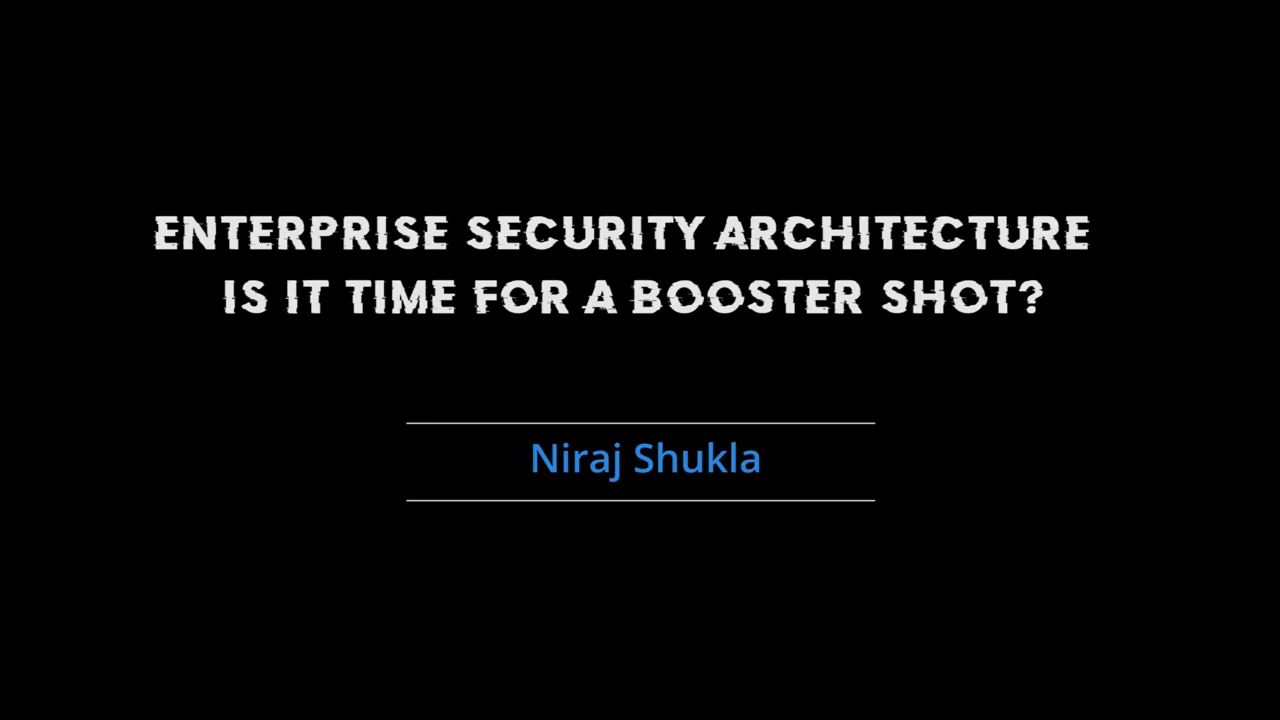 ENTERPRISE SECURITY ARCHITECTURE
IS IT TIME FOR A BOOSTER SHOT?
Niraj Shukla